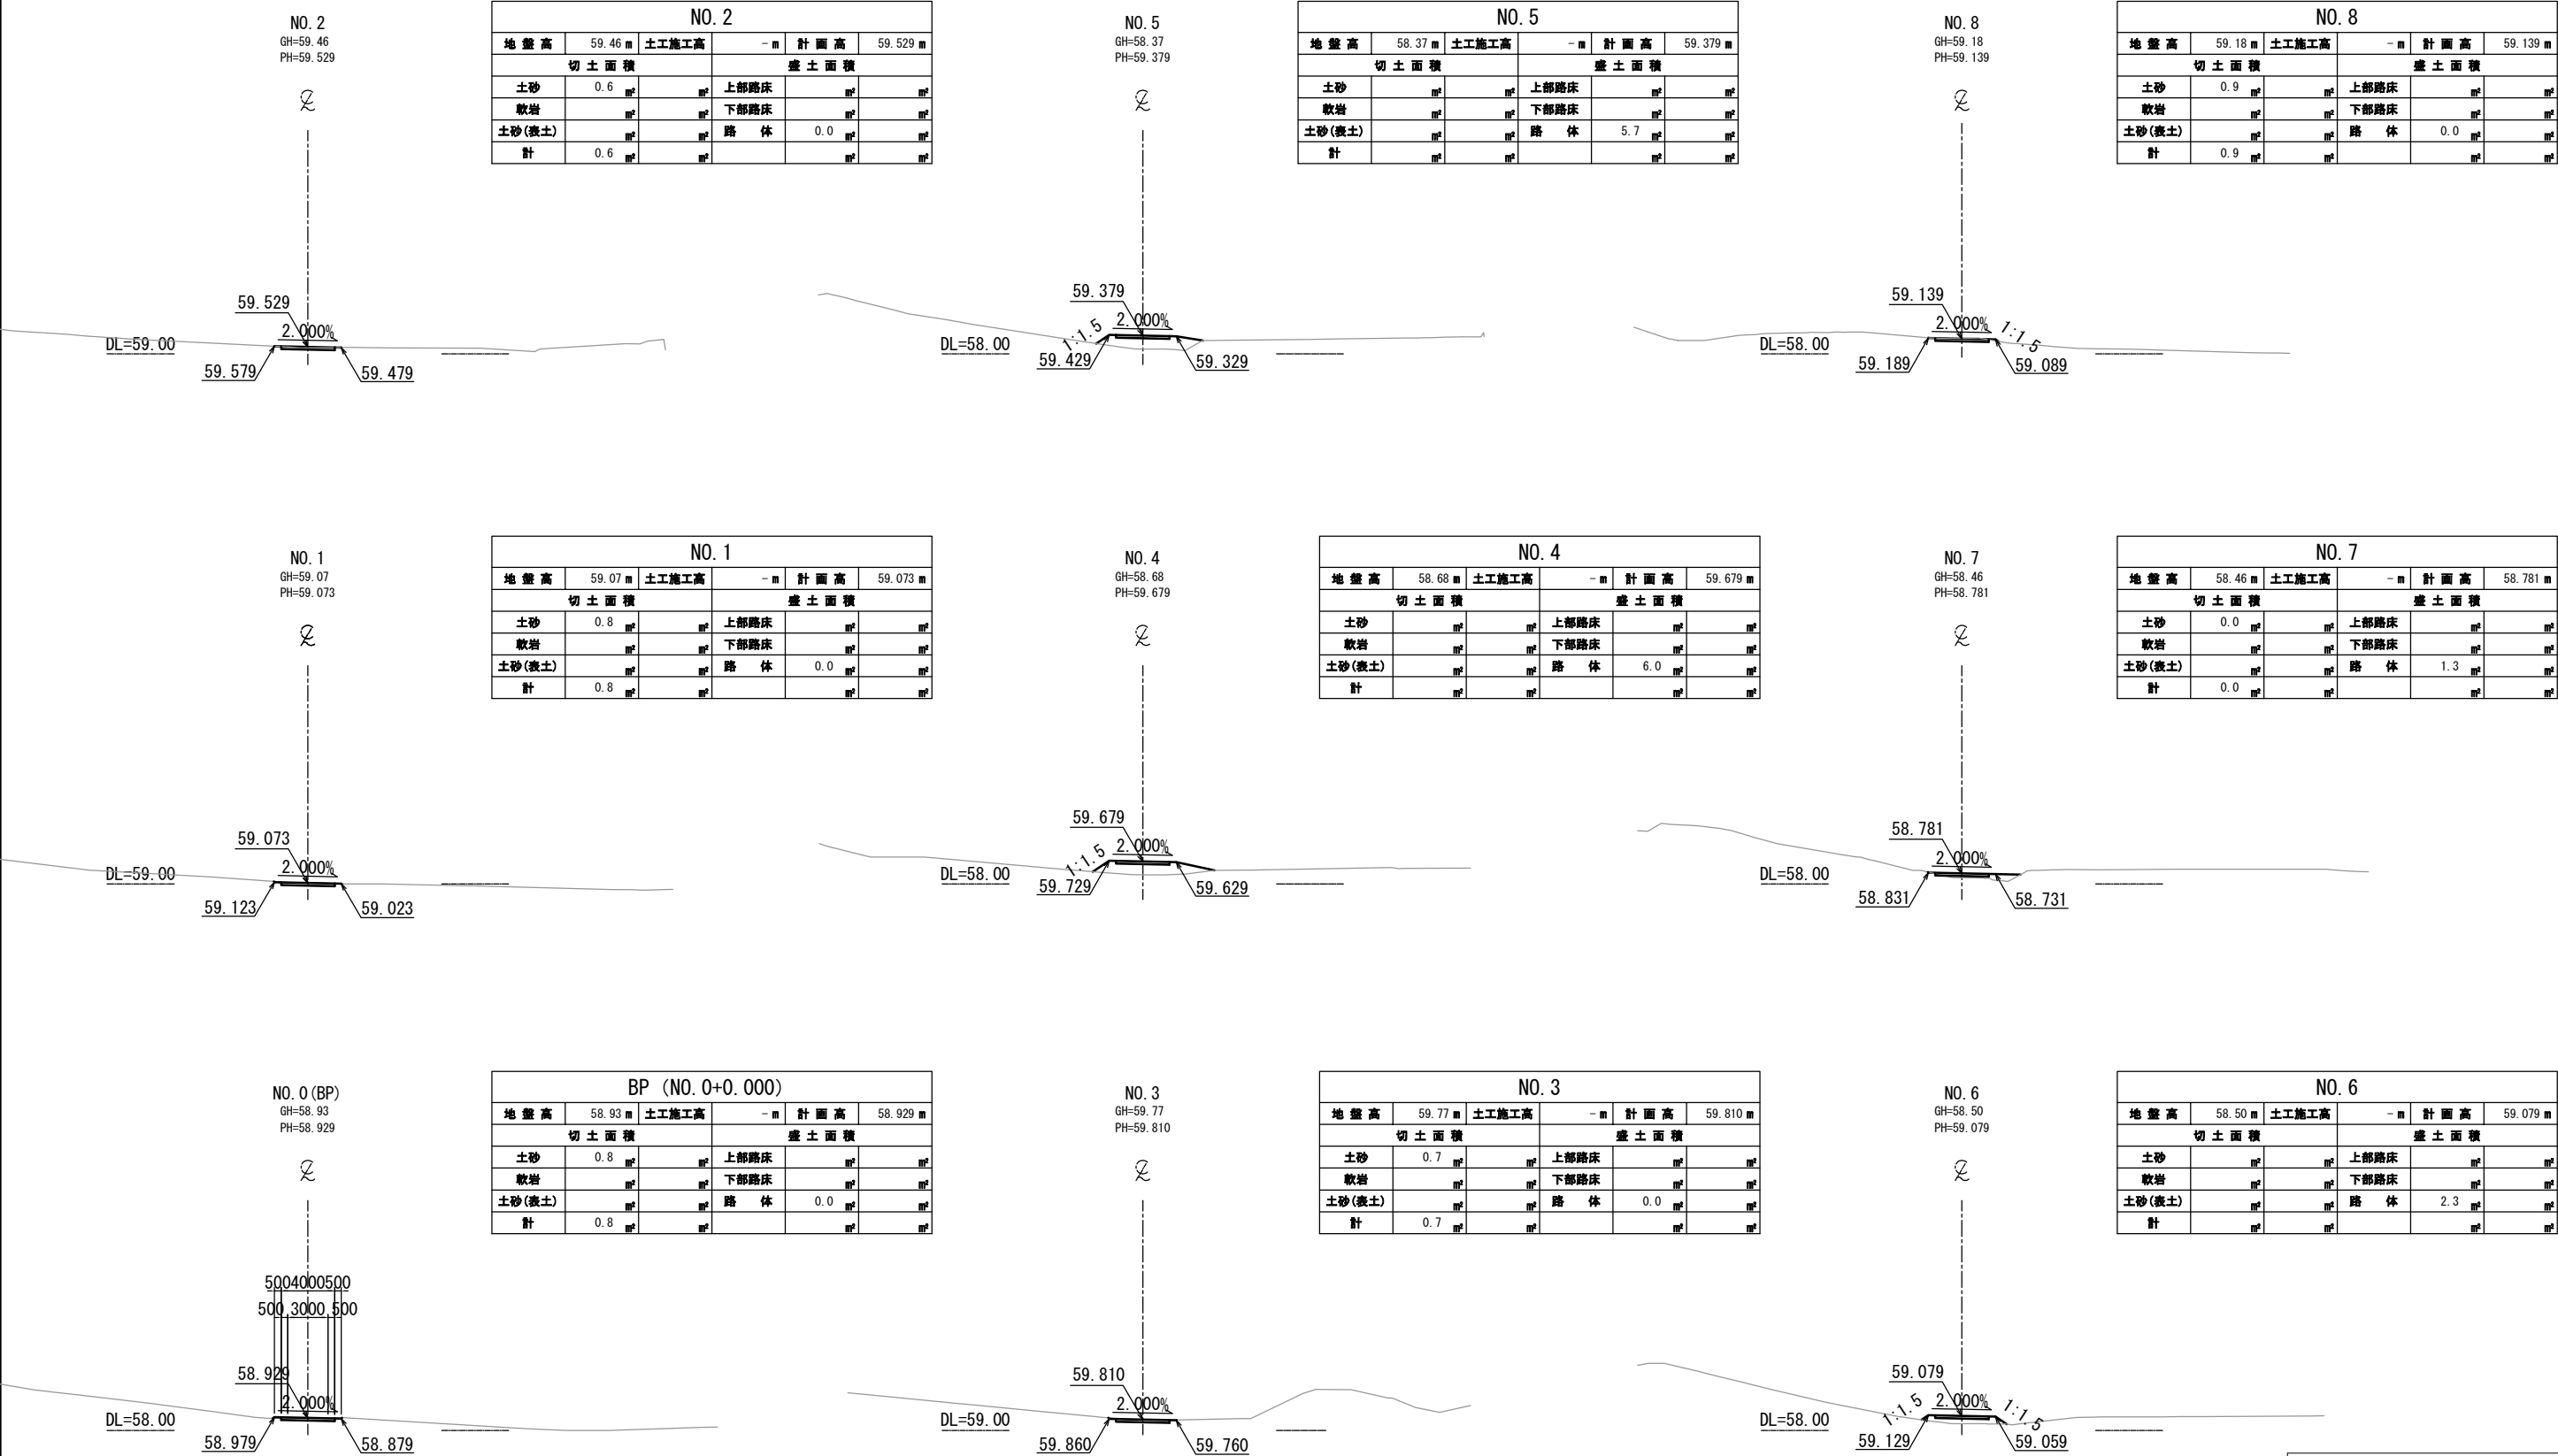 NO. 2
GH=59.46
PH=59.529
NO. 2
地 盤 高 59.46 m 土工施工高 - m 計 画 高 59.529 m
切 土 面 積 盛 土 面 積
土砂 0.6 ㎡ ㎡ 上部路床 ㎡ ㎡
軟岩 ㎡ ㎡ 下部路床 ㎡ ㎡
土砂(表土) ㎡ ㎡ 路 体 0.0 ㎡ ㎡
計 0.6 ㎡ ㎡ ㎡ ㎡
59.529
2.000%
DL=59.00
59.579
59.479
NO. 5
GH=58.37
PH=59.379
NO. 5
地 盤 高 58.37 m 土工施工高 - m 計 画 高 59.379 m
切 土 面 積 盛 土 面 積
土砂 ㎡ ㎡ 上部路床 ㎡ ㎡
軟岩 ㎡ ㎡ 下部路床 ㎡ ㎡
土砂(表土) ㎡ ㎡ 路 体 5.7 ㎡ ㎡
計 ㎡ ㎡ ㎡ ㎡
59.379
1:1.5
2.000%
DL=58.00
59.429
59.329
NO. 8
GH=59.18
PH=59.139
NO. 8
地 盤 高 59.18 m 土工施工高 - m 計 画 高 59.139 m
切 土 面 積 盛 土 面 積
土砂 0.9 ㎡ ㎡ 上部路床 ㎡ ㎡
軟岩 ㎡ ㎡ 下部路床 ㎡ ㎡
土砂(表土) ㎡ ㎡ 路 体 0.0 ㎡ ㎡
計 0.9 ㎡ ㎡ ㎡ ㎡
59.139
2.000%
1:1.5
DL=58.00
59.189
59.089
NO. 1
GH=59.07
PH=59.073
NO. 1
地 盤 高 59.07 m 土工施工高 - m 計 画 高 59.073 m
切 土 面 積 盛 土 面 積
土砂 0.8 ㎡ ㎡ 上部路床 ㎡ ㎡
軟岩 ㎡ ㎡ 下部路床 ㎡ ㎡
土砂(表土) ㎡ ㎡ 路 体 0.0 ㎡ ㎡
計 0.8 ㎡ ㎡ ㎡ ㎡
59.073
2.000%
DL=59.00
59.123
59.023
NO. 4
GH=58.68
PH=59.679
NO. 4
地 盤 高 58.68 m 土工施工高 - m 計 画 高 59.679 m
切 土 面 積 盛 土 面 積
土砂 ㎡ ㎡ 上部路床 ㎡ ㎡
軟岩 ㎡ ㎡ 下部路床 ㎡ ㎡
土砂(表土) ㎡ ㎡ 路 体 6.0 ㎡ ㎡
計 ㎡ ㎡ ㎡ ㎡
59.679
1:1.5
2.000%
DL=58.00
59.729
59.629
NO. 7
GH=58.46
PH=58.781
NO. 7
地 盤 高 58.46 m 土工施工高 - m 計 画 高 58.781 m
切 土 面 積 盛 土 面 積
土砂 0.0 ㎡ ㎡ 上部路床 ㎡ ㎡
軟岩 ㎡ ㎡ 下部路床 ㎡ ㎡
土砂(表土) ㎡ ㎡ 路 体 1.3 ㎡ ㎡
計 0.0 ㎡ ㎡ ㎡ ㎡
58.781
2.000%
DL=58.00
58.831
58.731
NO. 0(BP)
GH=58.93
PH=58.929
BP (NO. 0+0.000)
地 盤 高 58.93 m 土工施工高 - m 計 画 高 58.929 m
切 土 面 積 盛 土 面 積
土砂 0.8 ㎡ ㎡ 上部路床 ㎡ ㎡
軟岩 ㎡ ㎡ 下部路床 ㎡ ㎡
土砂(表土) ㎡ ㎡ 路 体 0.0 ㎡ ㎡
計 0.8 ㎡ ㎡ ㎡ ㎡
500 4000 500
500 3000 500
58.929
2.000%
DL=58.00
58.979
58.879
NO. 3
GH=59.77
PH=59.810
NO. 3
地 盤 高 59.77 m 土工施工高 - m 計 画 高 59.810 m
切 土 面 積 盛 土 面 積
土砂 0.7 ㎡ ㎡ 上部路床 ㎡ ㎡
軟岩 ㎡ ㎡ 下部路床 ㎡ ㎡
土砂(表土) ㎡ ㎡ 路 体 0.0 ㎡ ㎡
計 0.7 ㎡ ㎡ ㎡ ㎡
59.810
2.000%
DL=59.00
59.860
59.760
NO. 6
GH=58.50
PH=59.079
NO. 6
地 盤 高 58.50 m 土工施工高 - m 計 画 高 59.079 m
切 土 面 積 盛 土 面 積
土砂 ㎡ ㎡ 上部路床 ㎡ ㎡
軟岩 ㎡ ㎡ 下部路床 ㎡ ㎡
土砂(表土) ㎡ ㎡ 路 体 2.3 ㎡ ㎡
計 ㎡ ㎡ ㎡ ㎡
59.079
1:1.5
2.000%
1:1.5
DL=58.00
59.129
59.059